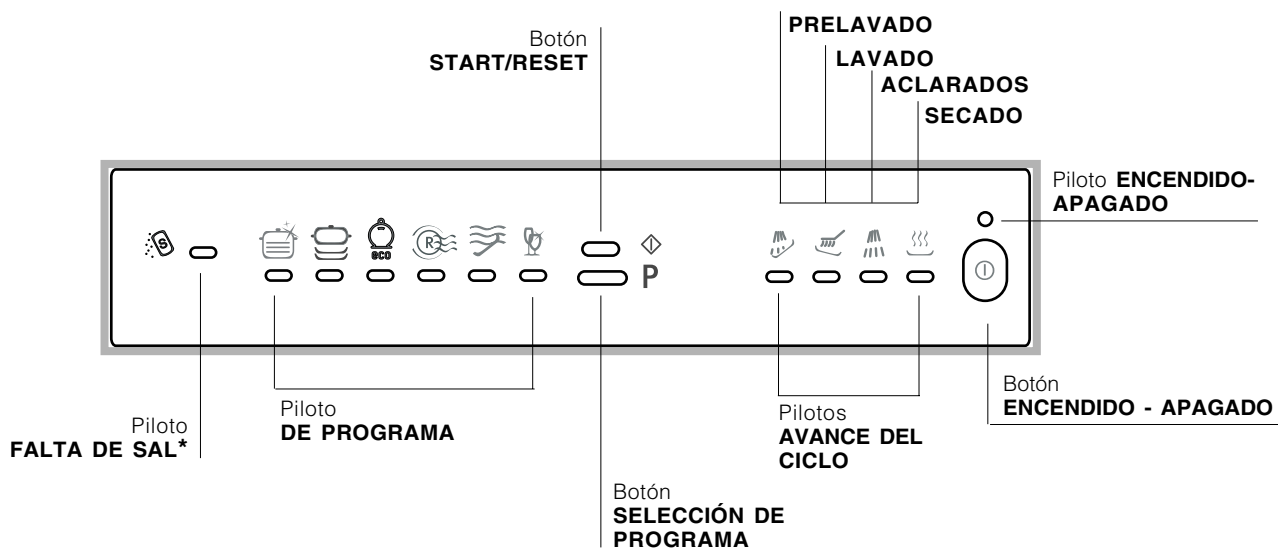 Botón
START/RESET
PRELAVADO
LAVADO
ACLARADOS
SECADO
Piloto ENCENDIDO-
APAGADO
S
eco
R
P
Piloto
FALTA DE SAL*
Piloto
DE PROGRAMA
Botón
SELECCIÓN DE
PROGRAMA
Pilotos
AVANCE DEL
CICLO
Botón
ENCENDIDO - APAGADO